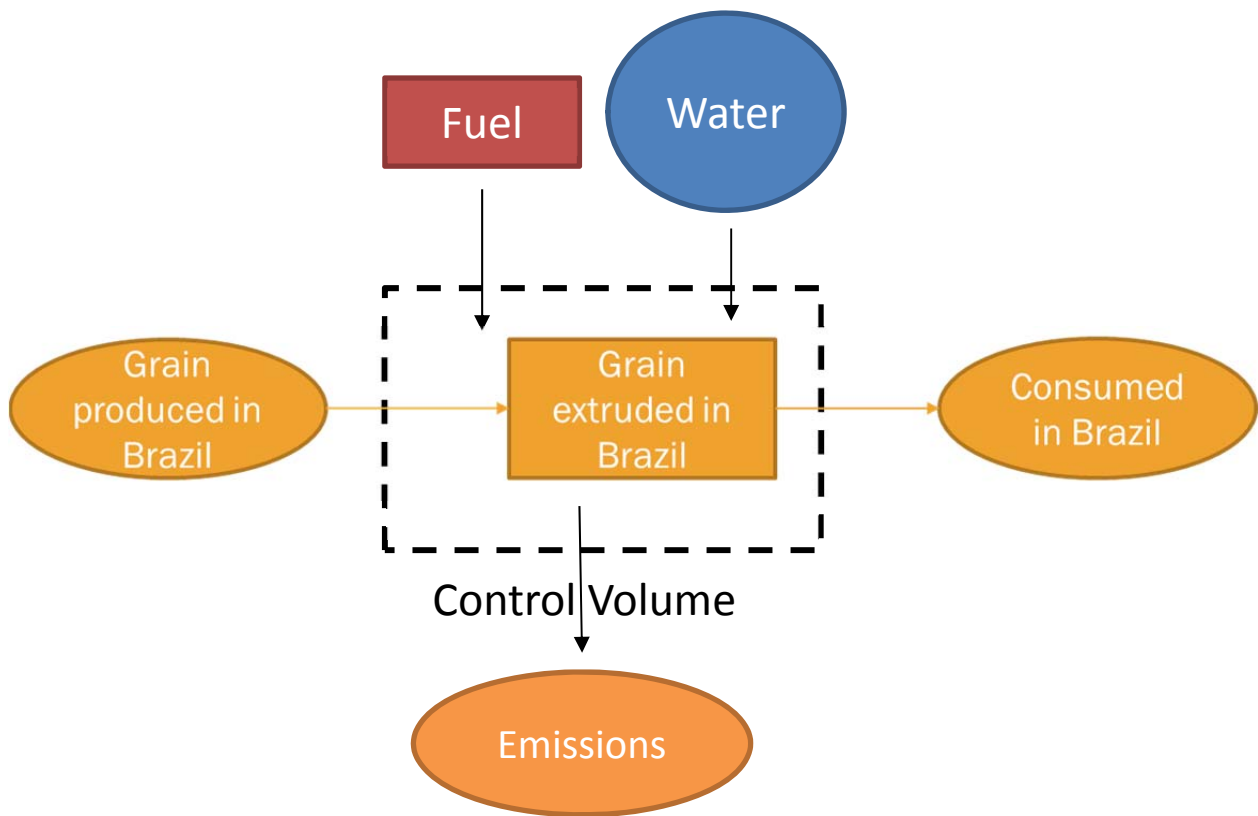 Fuel
Water
Grain
produced in
Brazil
Grain
extruded in
Brazil
Consumed
in Brazil
Control Volume
Emissions